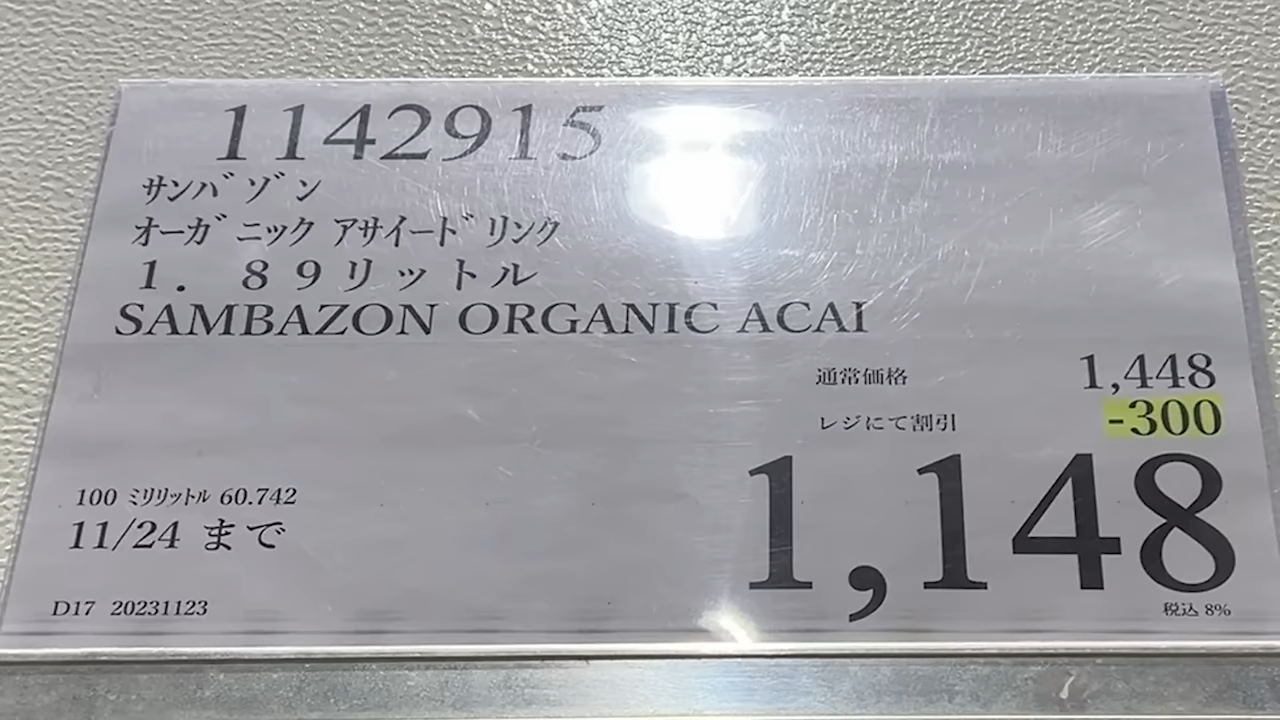 1142915
サンバゾン
オーガニック アサイードリンク
1. 89リットル
SAMBAZON ORGANIC ACAI
通常価格 1,448
レジにて割引 -300
1,148
100 ミリリットル 60.742
11/24 まで
D17 20231123
税込 8%